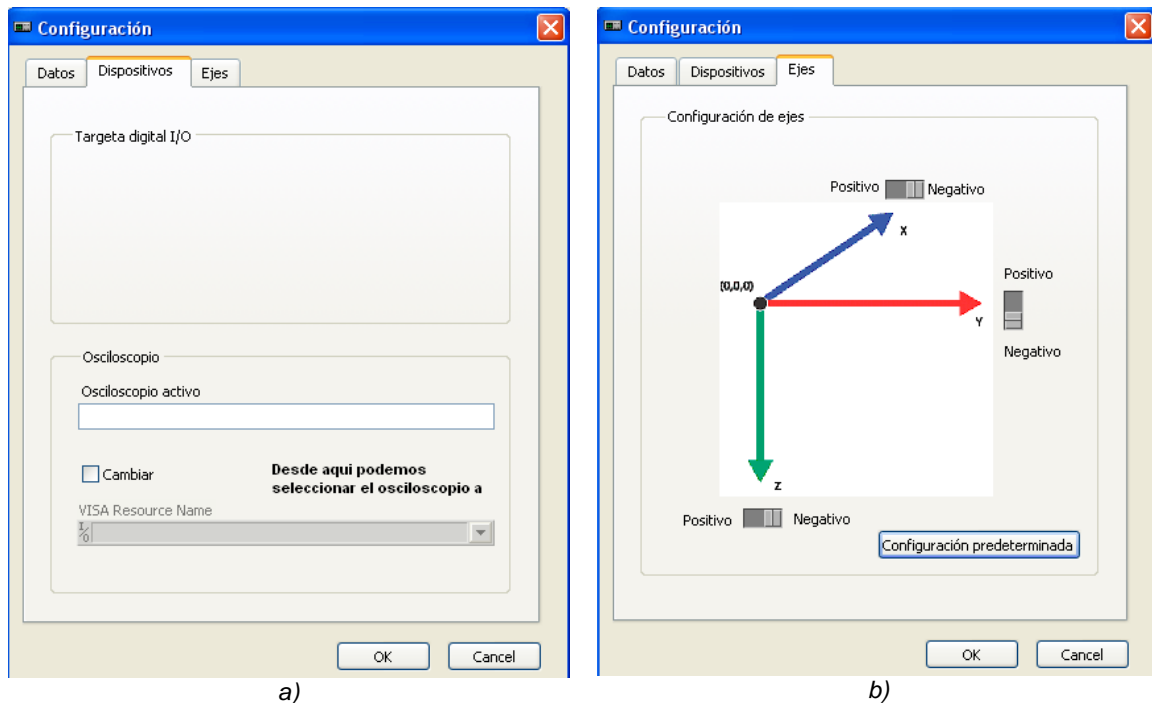 Configuración
Datos
Dispositivos
Ejes
Targeta digital I/O
Osciloscopio
Osciloscopio activo
Cambiar
Desde aqui podemos
seleccionar el osciloscopio a
VISA Resource Name
I/0
OK
Cancel
a)
Configuración
Datos
Dispositivos
Ejes
Configuración de ejes
Positivo
Negativo
X
(0,0,0)
Y
Positivo
Negativo
Z
Positivo
Negativo
Configuración predeterminada
OK
Cancel
b)